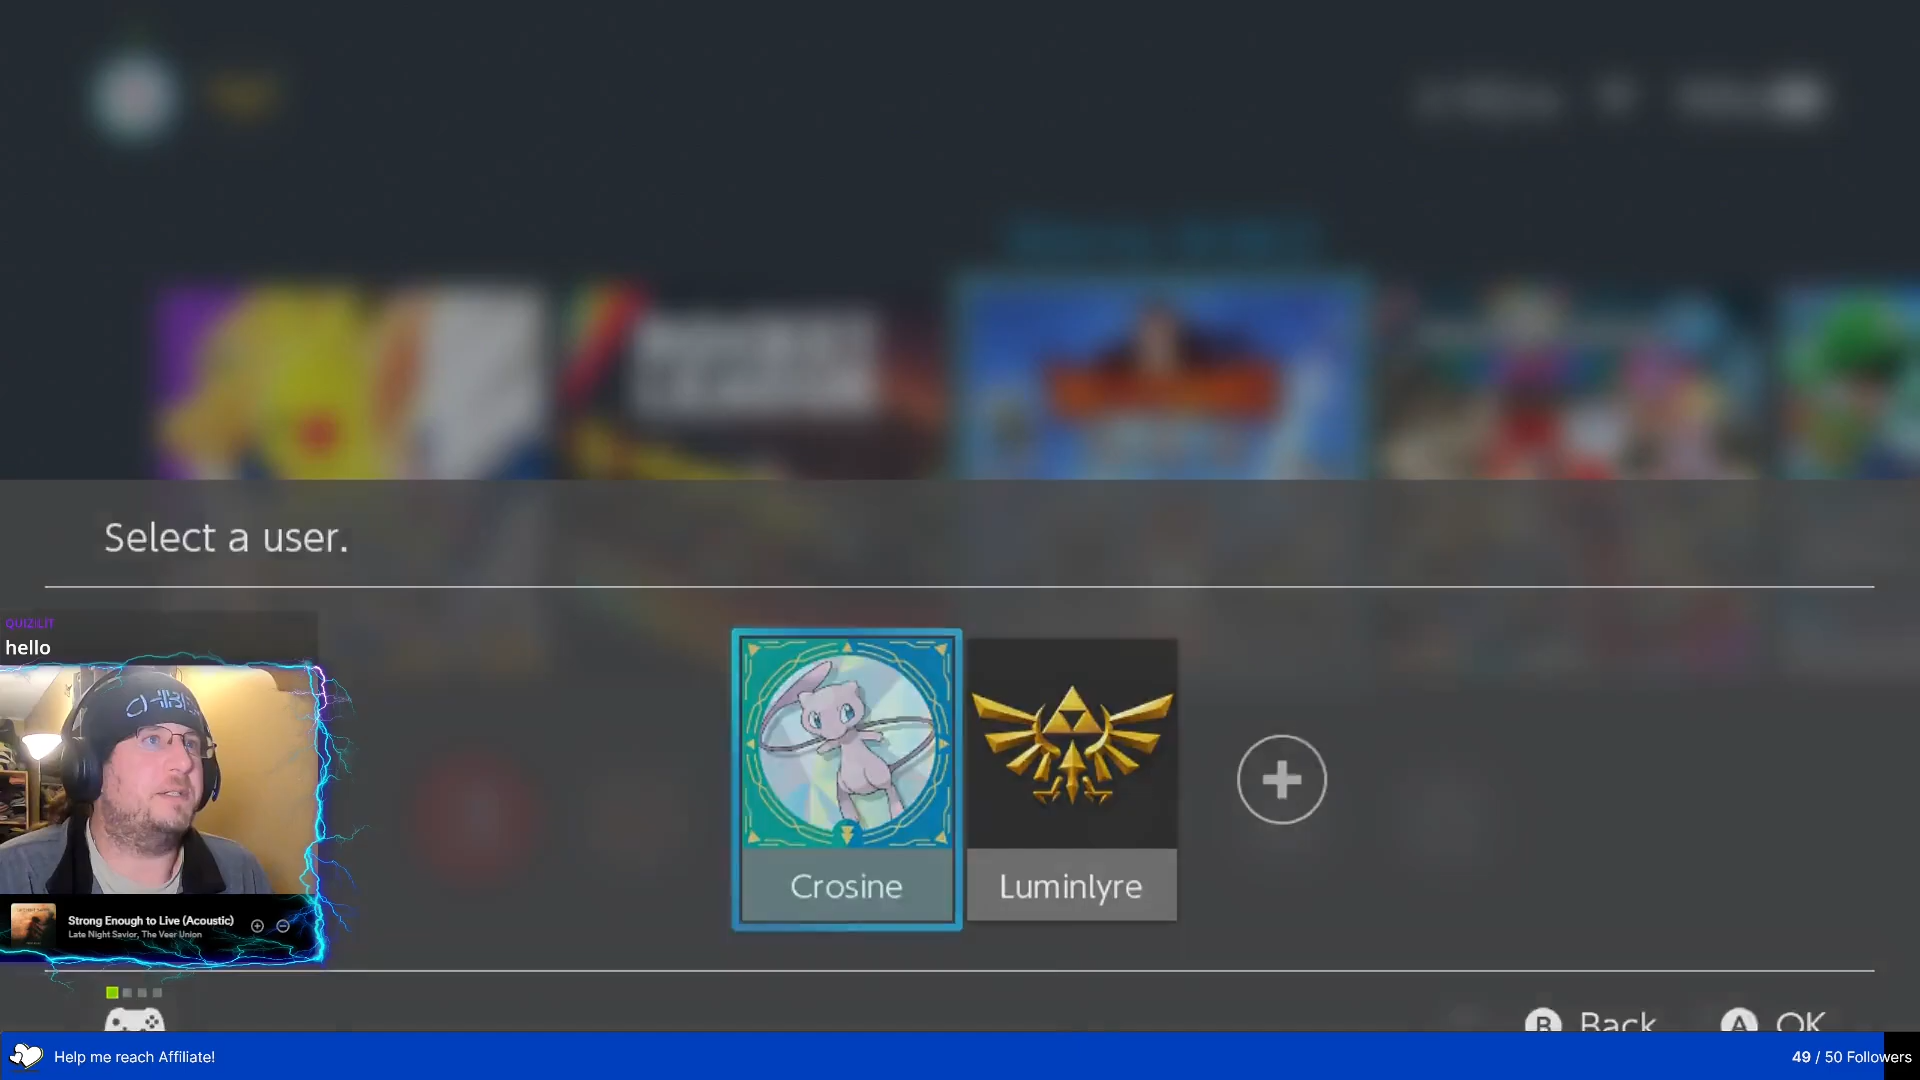 Select a user.
QUIZILIT
hello
Crosine
Luminlyre
Strong Enough to Live (Acoustic)
Late Night Savior, The Veer Union
B Back
A OK
Help me reach Affiliate!
49 / 50 Followers